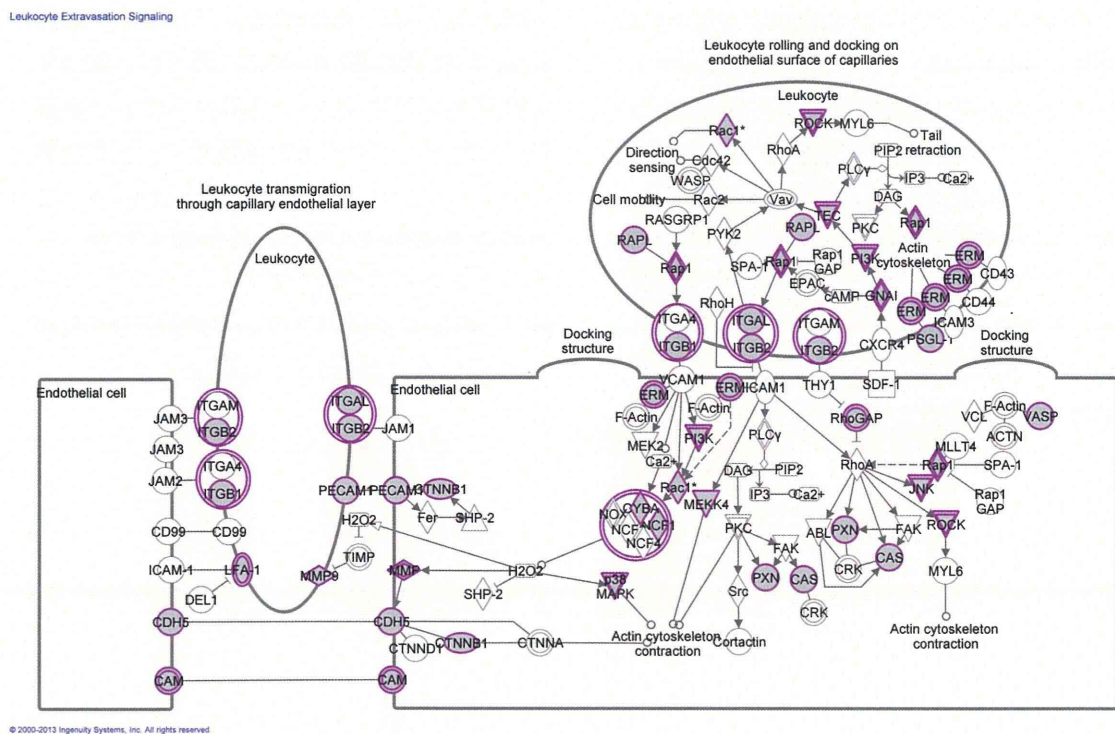 Leukocyte Extravasation Signaling
Leukocyte rolling and docking on
endothelial surface of capillaries
Leukocyte
Rac1*
ROCK
MYL6
Tail
retraction
RhoA
Direction
sensing
Cdc42
WASP
PIP2
PLCγ
IP3
Ca2+
DAG
Cell mobility
Rac2
Vav
RASGRP1
PYK2
TEC
RAPL
PKC
Rap1
RAPL
Rap1
SPA-1
Rap1
Rap1
GAP
EPAC
PI3K
Actin
cytoskeleton
ERM
ERM
CD43
cAMP
GNAI
ERM
CD44
RhoH
ERM
ICAM3
ITGA4
ITGB1
ITGAL
ITGB2
ITGAM
ITGB2
CXCR4
PSGL-1
Leukocyte transmigration
through capillary endothelial layer
Leukocyte
Docking
structure
Docking
structure
Endothelial cell
Endothelial cell
VCAM1
ERM
ERM
ICAM1
THY1
SDF-1
ITGAM
ITGB2
ITGAL
ITGB2
JAM3
JAM1
F-Actin
F-Actin
RhoGAP
VCL
F-Actin
VASP
ACTN
MEK2
PI3K
PLCγ
MLLT4
JAM3
ITGA4
ITGB1
JAM2
Ca2+
Rac1*
DAG
PIP2
RhoA
Rap1
SPA-1
PECAM1
PECAM1
CTNNB1
MEKK4
IP3
Ca2+
JNK
Rap1
GAP
H2O2
Fer
SHP-2
NOX
CYBA
NCF
NCF1
NCF4
PKC
FAK
ABL
PXN
FAK
ROCK
CD99
CD99
TIMP
CAS
CRK
MYL6
ICAM-1
LFA-1
MMP9
MMP
H2O2
p38
MAPK
SHP-2
PXN
CAS
Src
DEL1
CRK
CDH5
CDH5
CTNND1
CTNNB1
CTNNA
Actin cytoskeleton
contraction
Cortactin
Actin cytoskeleton
contraction
CAM
CAM
© 2000-2013 Ingenuity Systems, Inc. All rights reserved.